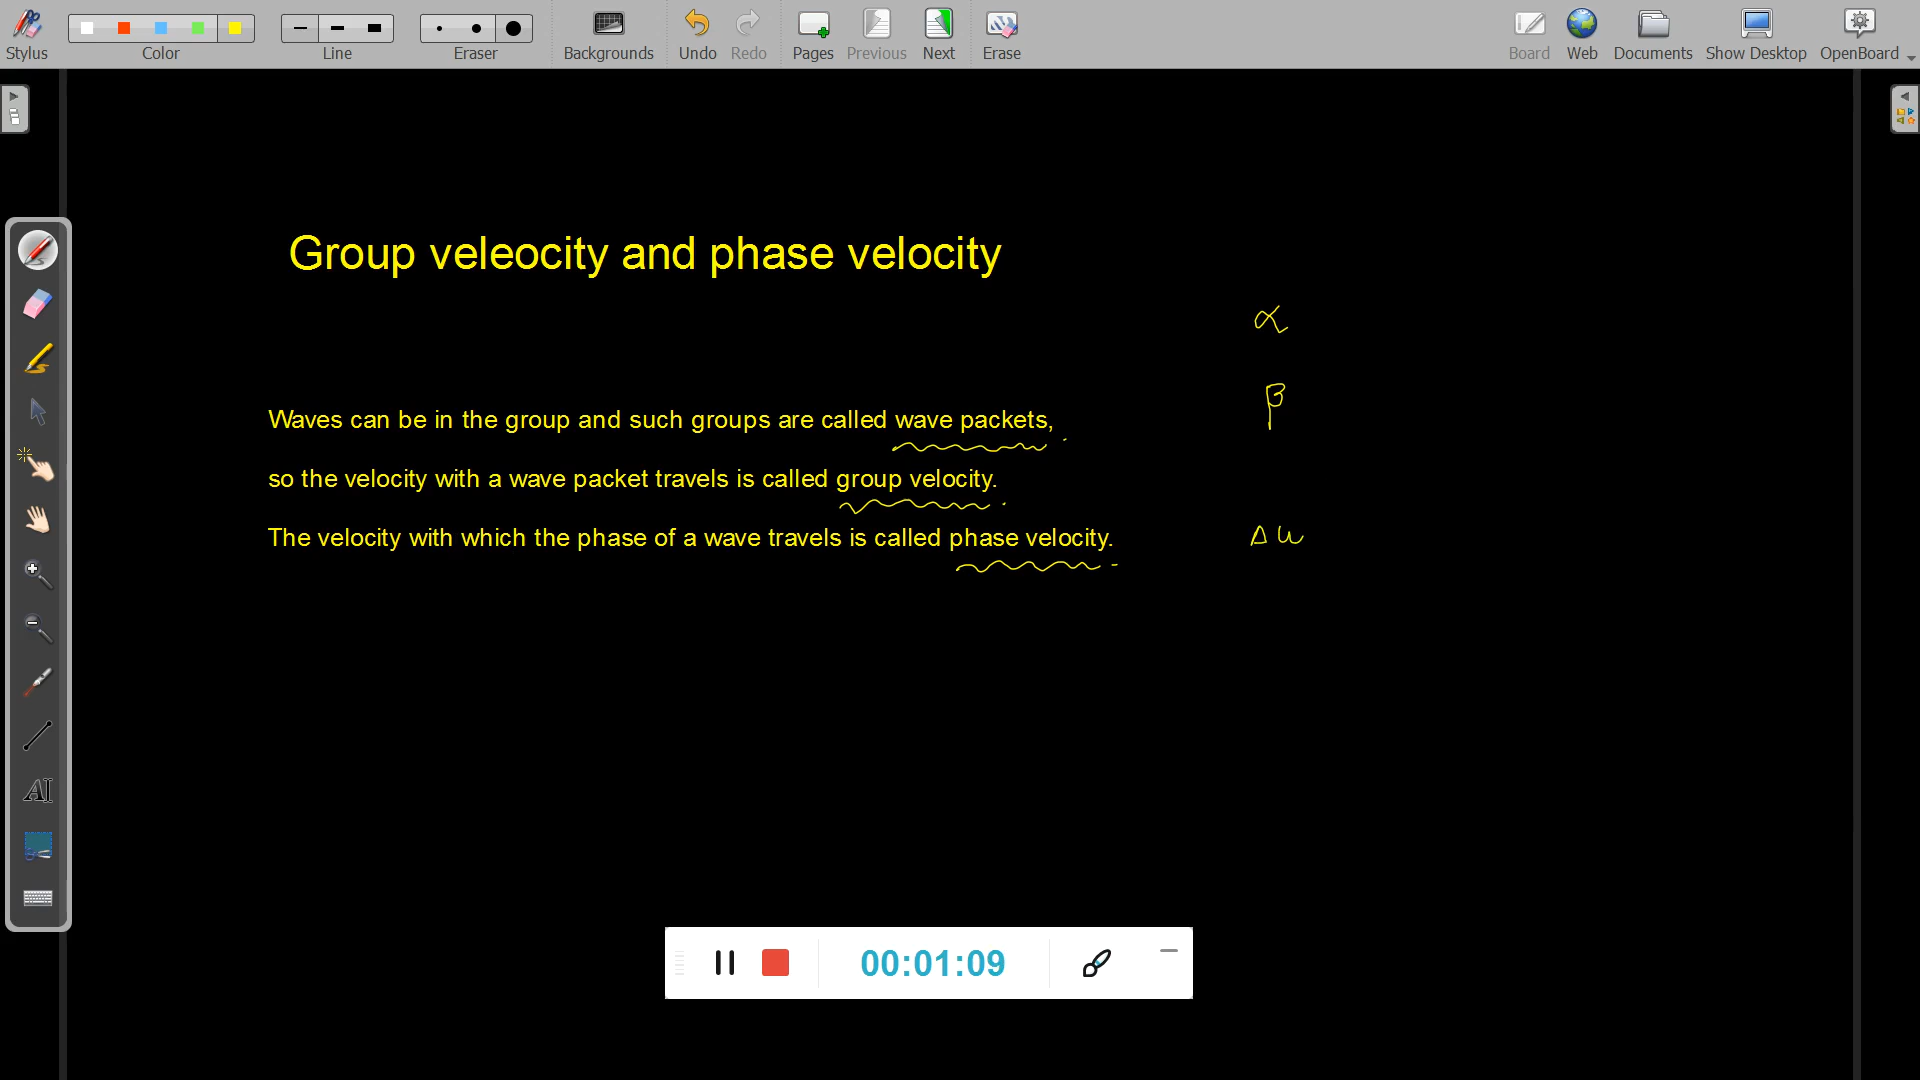 Stylus Color Line Eraser Backgrounds Undo Redo Pages Previous Next Erase Board Web Documents Show Desktop OpenBoard
Group veleocity and phase velocity
α
β
Waves can be in the group and such groups are called wave packets,
so the velocity with a wave packet travels is called group velocity.
The velocity with which the phase of a wave travels is called phase velocity.
Δω
00:01:09